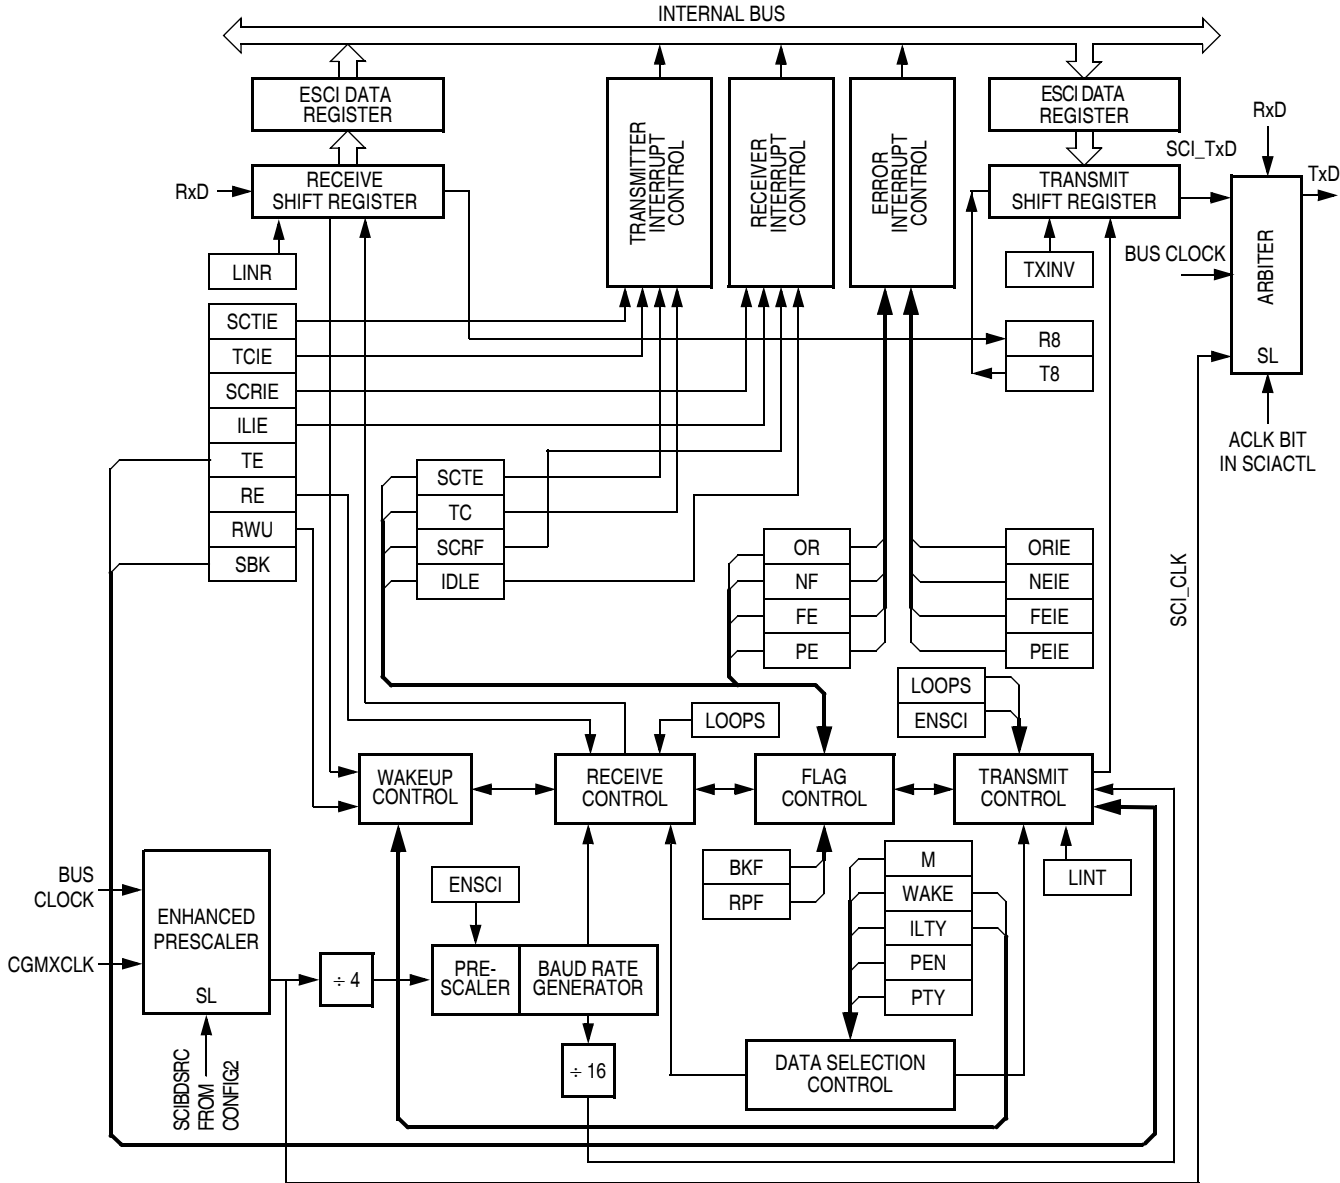 INTERNAL BUS
ESCI DATA
REGISTER
RECEIVE
SHIFT REGISTER
RxD
LINR
TRANSMITTER
INTERRUPT
CONTROL
RECEIVER
INTERRUPT
CONTROL
ERROR
INTERRUPT
CONTROL
ESCI DATA
REGISTER
TRANSMIT
SHIFT REGISTER
TXINV
SCI_TxD
RxD
TxD
BUS CLOCK
ARBITER
SL
ACLK BIT
IN SCIACTL
SCTIE
TCIE
SCRIE
ILIE
TE
RE
RWU
SBK
R8
T8
SCTE
TC
SCRF
IDLE
OR
NF
FE
PE
ORIE
NEIE
FEIE
PEIE
SCI_CLK
LOOPS
LOOPS
ENSCI
WAKEUP
CONTROL
RECEIVE
CONTROL
FLAG
CONTROL
TRANSMIT
CONTROL
BKF
RPF
M
WAKE
ILTY
PEN
PTY
LINT
BUS
CLOCK
CGMXCLK
ENHANCED
PRESCALER
SL
SCIBDSRC
FROM
CONFIG2
÷ 4
ENSCI
PRE-
SCALER
BAUD RATE
GENERATOR
÷ 16
DATA SELECTION
CONTROL